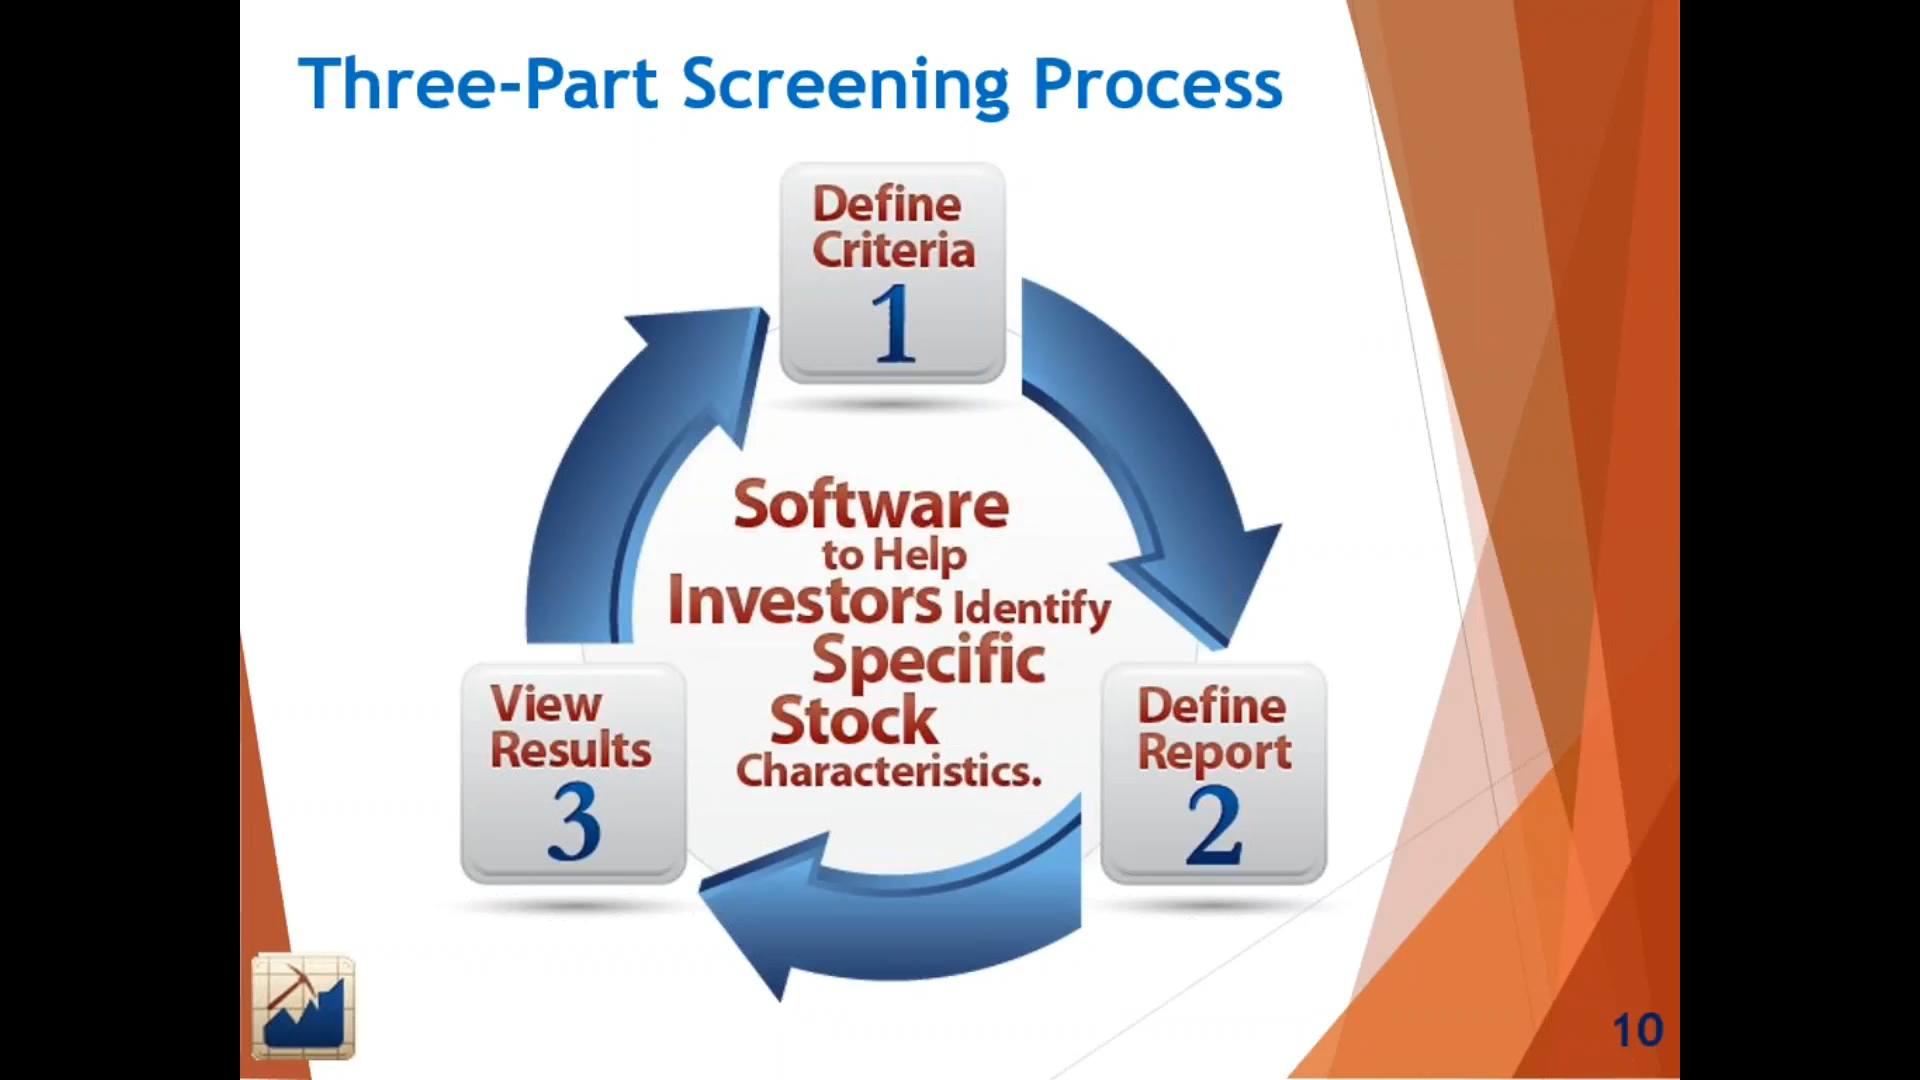 Three-Part Screening Process
Define
Criteria
1
Software
to Help
Investors Identify
Specific
Stock
Characteristics.
Define
Report
2
View
Results
3
10